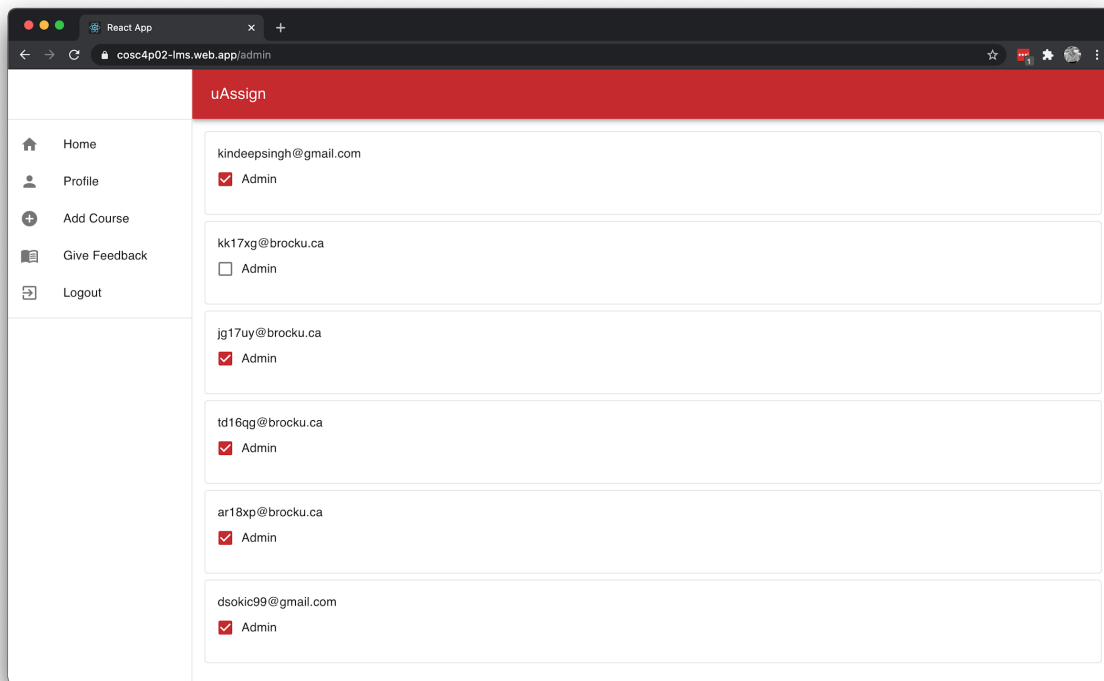 React App
cosc4p02-lms.web.app/admin
1
uAssign
Home
Profile
Add Course
Give Feedback
Logout
kindeepsingh@gmail.com
Admin
kk17xg@brocku.ca
Admin
jg17uy@brocku.ca
Admin
td16qg@brocku.ca
Admin
ar18xp@brocku.ca
Admin
dsokic99@gmail.com
Admin